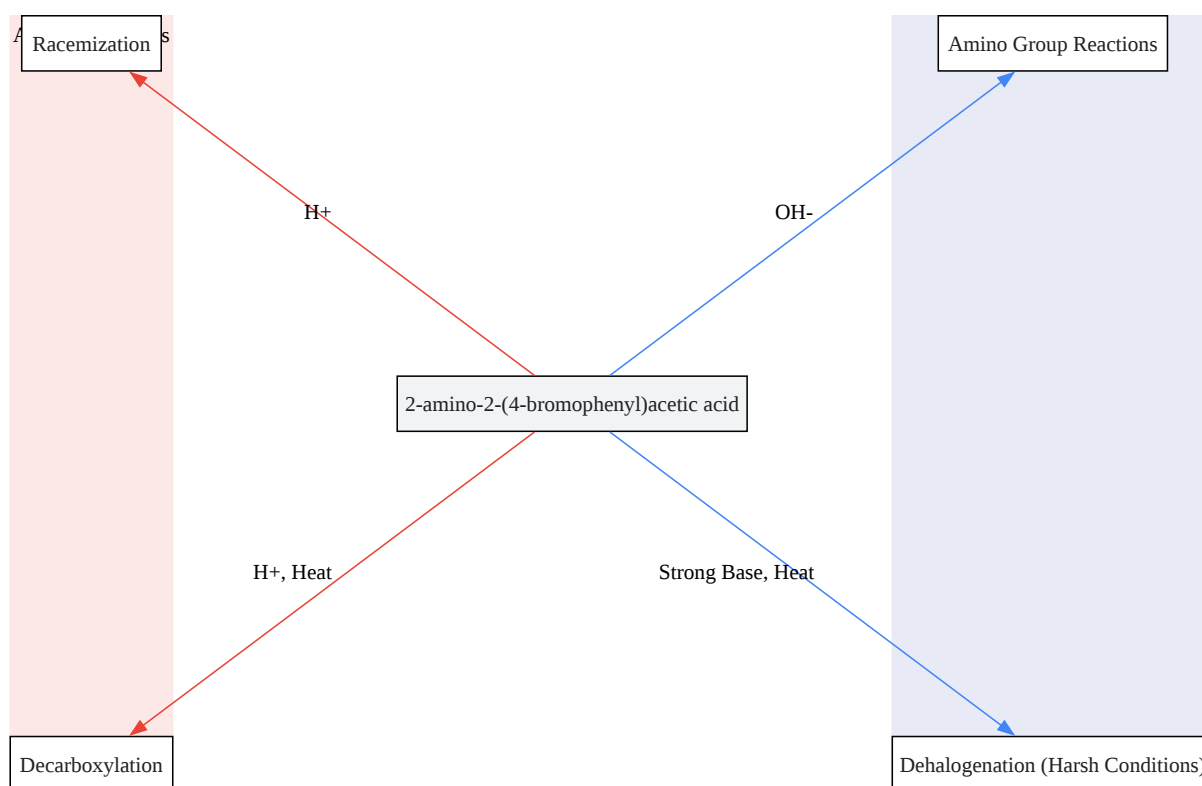 Racemization
Amino Group Reactions
H+
OH-
2-amino-2-(4-bromophenyl)acetic acid
H+, Heat
Strong Base, Heat
Decarboxylation
Dehalogenation (Harsh Conditions)